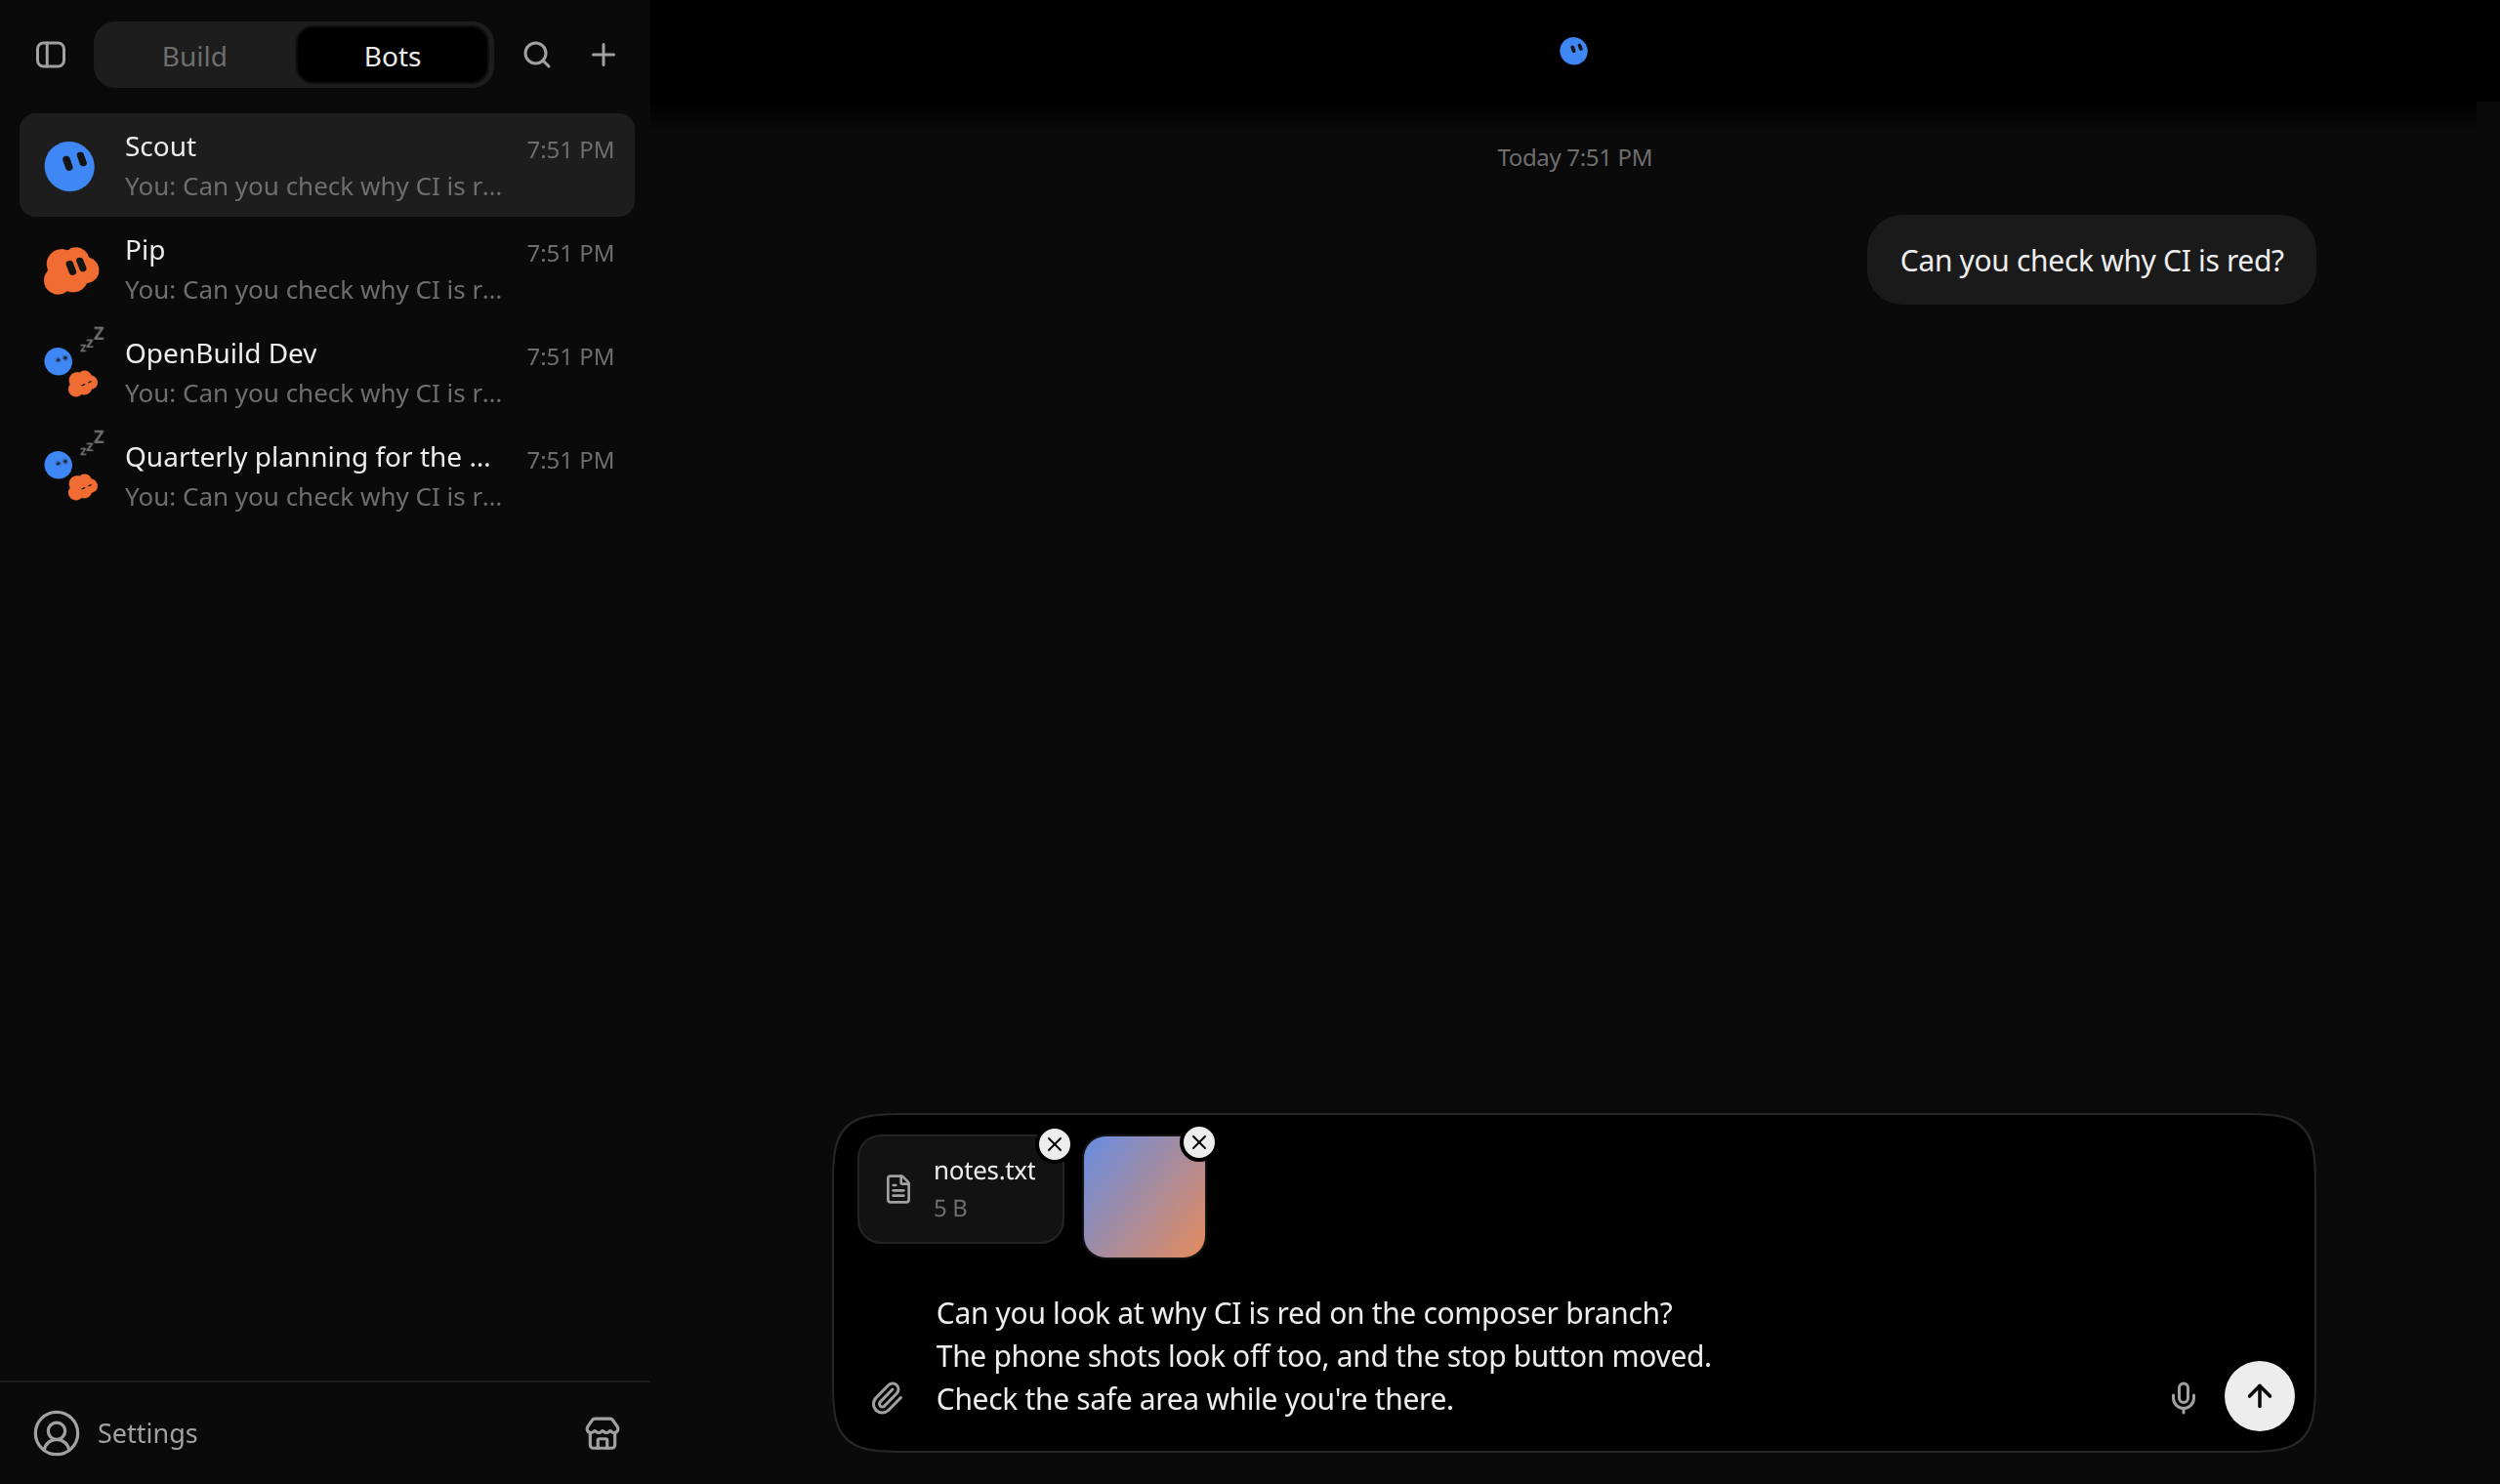 Build
Bots
Scout
7:51 PM
You: Can you check why CI is r...
Pip
7:51 PM
You: Can you check why CI is r...
zzZ
OpenBuild Dev
7:51 PM
You: Can you check why CI is r...
zzZ
Quarterly planning for the ...
7:51 PM
You: Can you check why CI is r...
Settings
Today 7:51 PM
Can you check why CI is red?
notes.txt
5 B
Can you look at why CI is red on the composer branch?
The phone shots look off too, and the stop button moved.
Check the safe area while you're there.